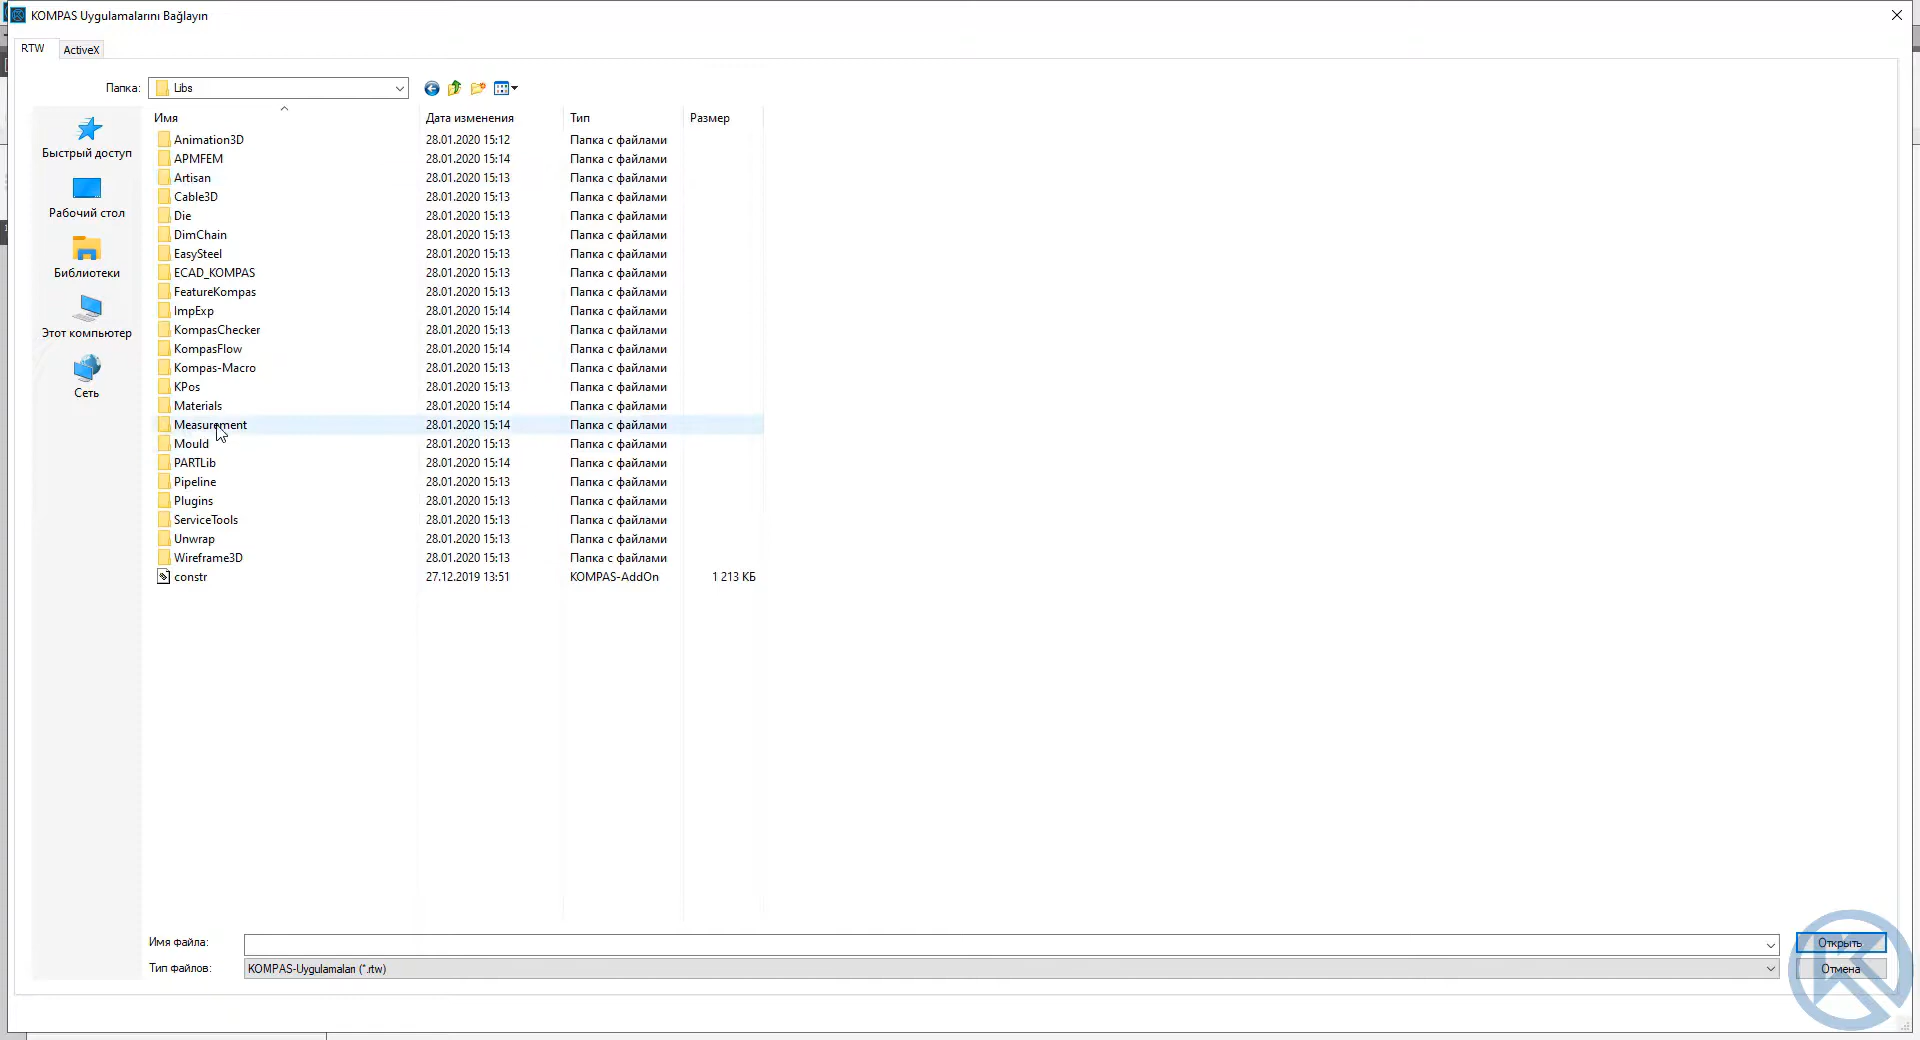 KOMPAS Uygulamalarını Bağlayın
RTW ActiveX
Папка: Libs
Имя Дата изменения Тип Размер
Быстрый доступ
Рабочий стол
Библиотеки
Этот компьютер
Сеть
Animation3D 28.01.2020 15:12 Папка с файлами
APMFEM 28.01.2020 15:14 Папка с файлами
Artisan 28.01.2020 15:13 Папка с файлами
Cable3D 28.01.2020 15:13 Папка с файлами
Die 28.01.2020 15:13 Папка с файлами
DimChain 28.01.2020 15:13 Папка с файлами
EasySteel 28.01.2020 15:13 Папка с файлами
ECAD_KOMPAS 28.01.2020 15:13 Папка с файлами
FeatureKompas 28.01.2020 15:13 Папка с файлами
ImpExp 28.01.2020 15:14 Папка с файлами
KompasChecker 28.01.2020 15:13 Папка с файлами
KompasFlow 28.01.2020 15:14 Папка с файлами
Kompas-Macro 28.01.2020 15:13 Папка с файлами
KPos 28.01.2020 15:13 Папка с файлами
Materials 28.01.2020 15:14 Папка с файлами
Measurement 28.01.2020 15:14 Папка с файлами
Mould 28.01.2020 15:13 Папка с файлами
PARTLib 28.01.2020 15:14 Папка с файлами
Pipeline 28.01.2020 15:13 Папка с файлами
Plugins 28.01.2020 15:13 Папка с файлами
ServiceTools 28.01.2020 15:13 Папка с файлами
Unwrap 28.01.2020 15:13 Папка с файлами
Wireframe3D 28.01.2020 15:13 Папка с файлами
constr 27.12.2019 13:51 KOMPAS-AddOn 1 213 КБ
Имя файла: Открыть
Тип файлов: KOMPAS-Uygulamaları (*.rtw) Отмена